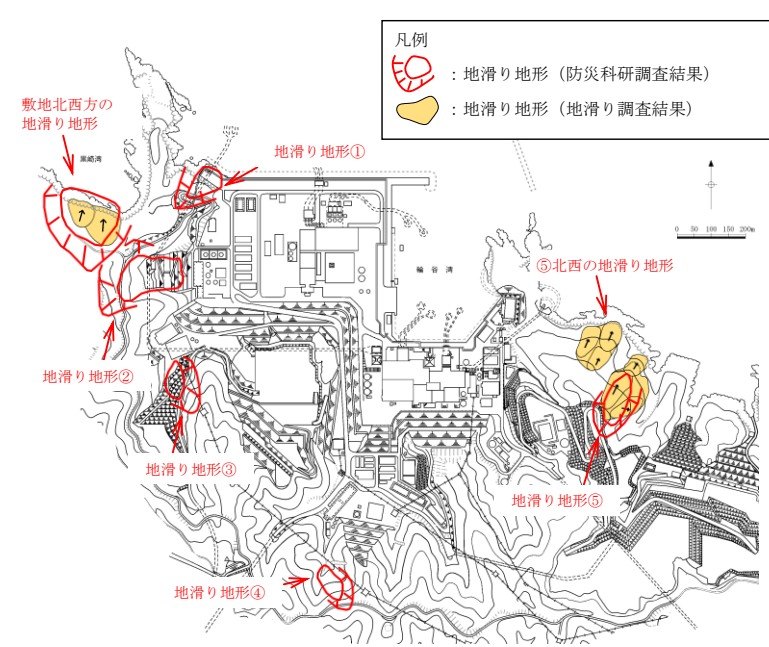 凡例
：地滑り地形（防災科研調査結果）
：地滑り地形（地滑り調査結果）
敷地北西方の
地滑り地形
黒崎湾
地滑り地形①
0 50 100 150 200m
輪谷湾
⑤北西の地滑り地形
地滑り地形②
地滑り地形③
地滑り地形⑤
地滑り地形④